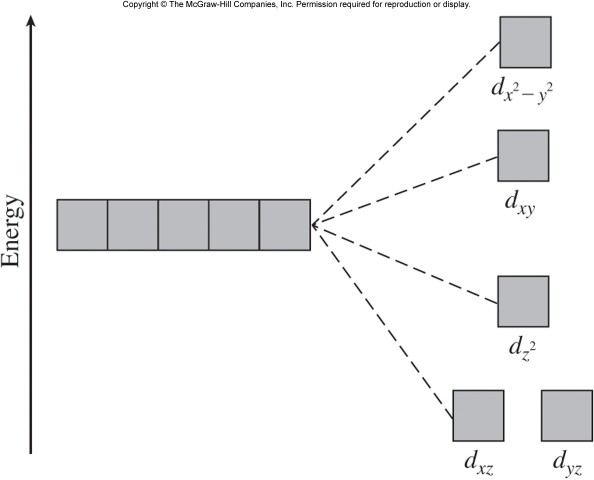 Copyright © The McGraw-Hill Companies, Inc. Permission required for reproduction or display.
Energy
dx² − y²
dxy
dz²
dxz
dyz